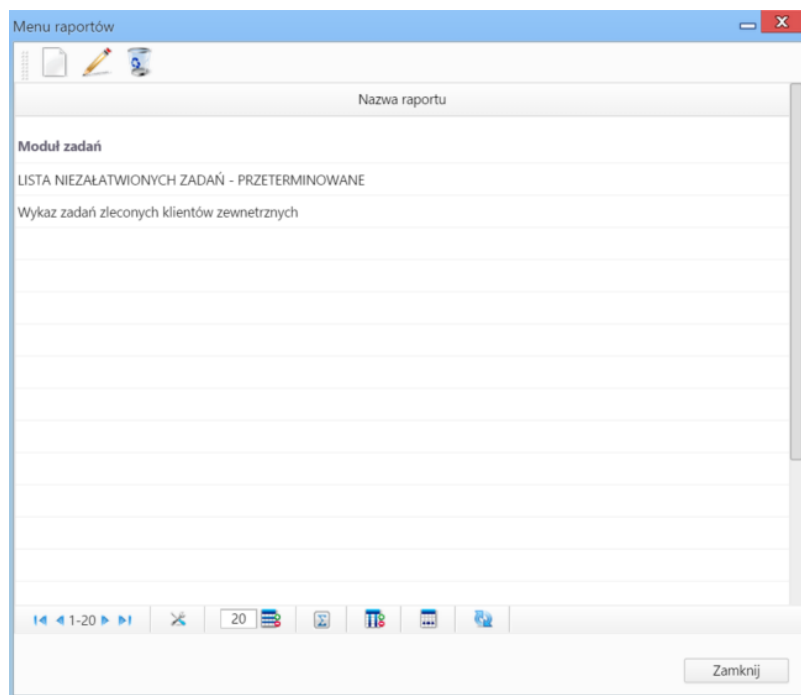 Menu raportów
Nazwa raportu
Moduł zadań
LISTA NIEZAŁATWIONYCH ZADAŃ - PRZETERMINOWANE
Wykaz zadań zleconych klientów zewnetrznych
1-20 20
Zamknij